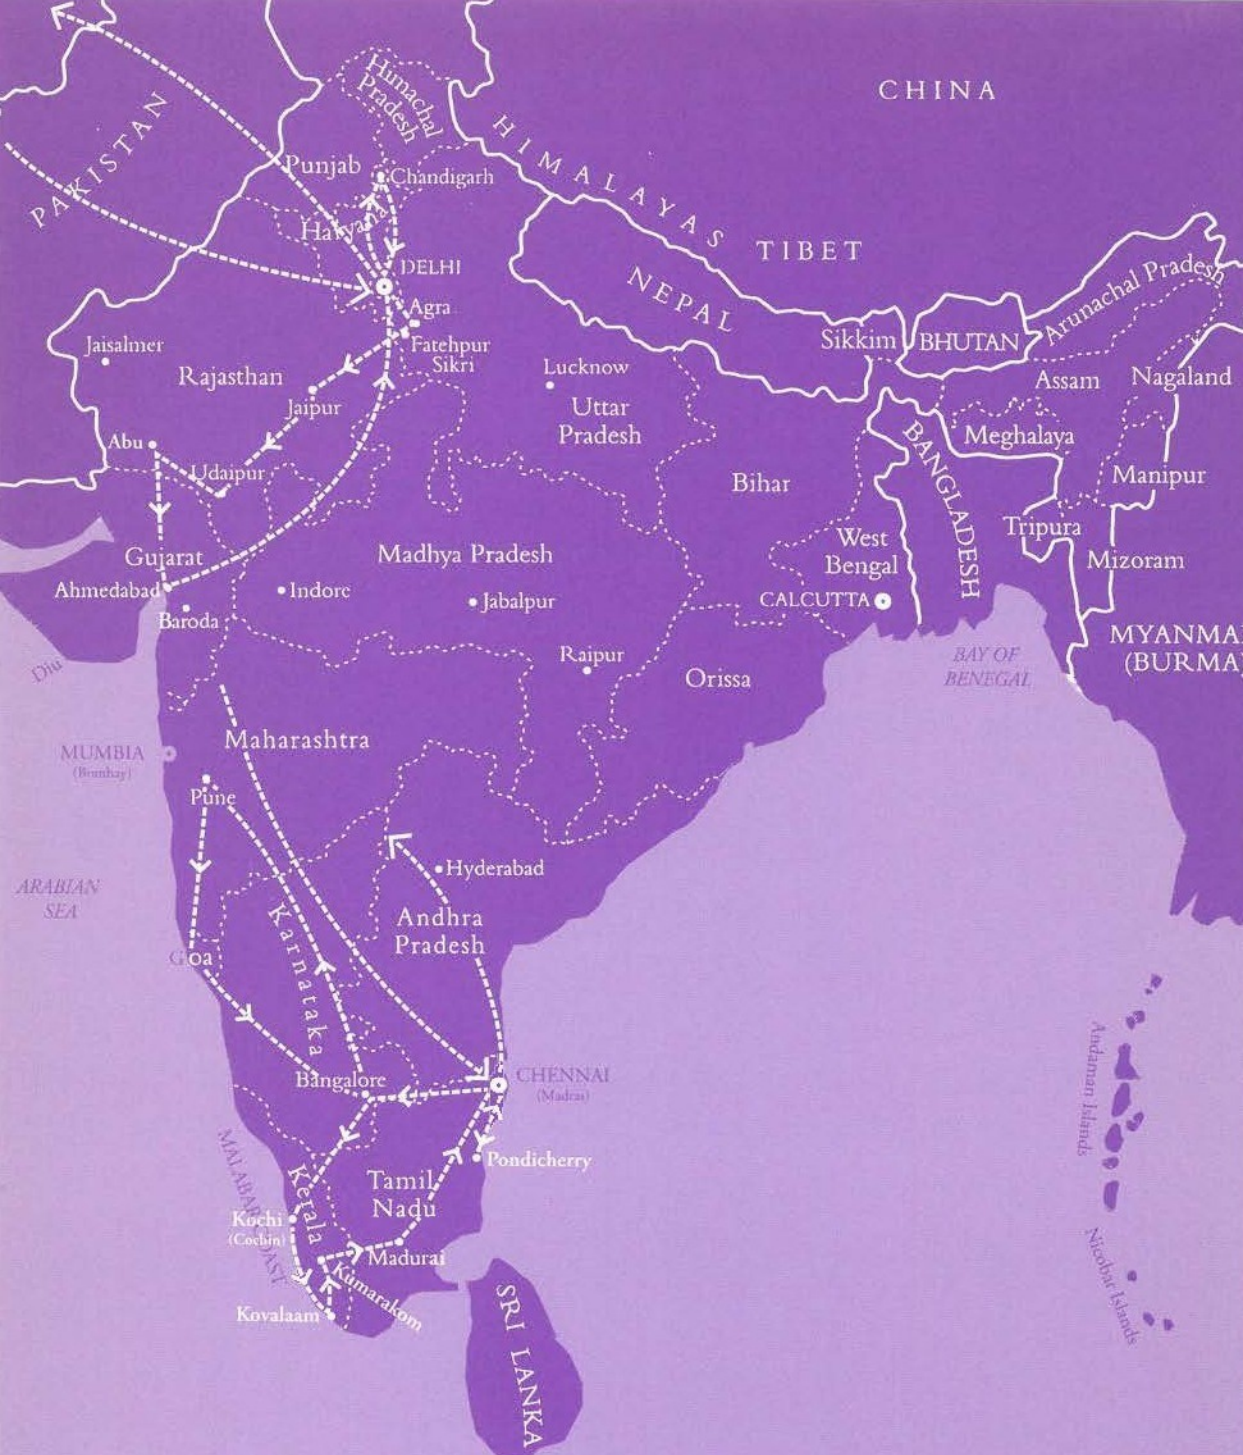 CHINA
Himachal
Pradesh
HIMALAYAS
PAKISTAN
Punjab
Chandigarh
Haryana
TIBET
DELHI
NEPAL
Arunachal Pradesh
Agra
Sikkim
BHUTAN
Jaisalmer
Fatehpur
Sikri
Lucknow
Rajasthan
Assam
Nagaland
Jaipur
Uttar
Pradesh
Abu
BANGLADESH
Meghalaya
Udaipur
Bihar
Manipur
Tripura
West
Bengal
Gujarat
Madhya Pradesh
Mizoram
Ahmedabad
Indore
Jabalpur
CALCUTTA
Baroda
MYANMA
(BURMA)
Diu
Raipur
BAY OF
BENEGAL
Orissa
Maharashtra
MUMBIA
(Bombay)
Pune
Hyderabad
ARABIAN
SEA
Karnataka
Andhra
Pradesh
Goa
Andaman Islands
Bangalore
CHENNAI
(Madras)
MALABAR COAST
Pondicherry
Kerala
Tamil
Nadu
Kochi
(Cochin)
Madurai
Kumarakom
Nicobar Islands
Kovalaam
SRI LANKA